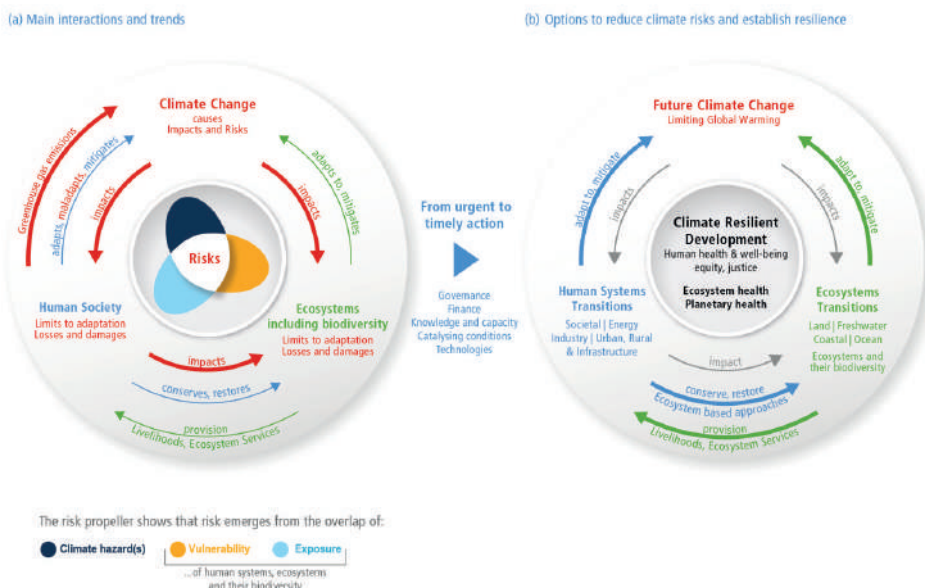 (a) Main interactions and trends
Climate Change
causes
Impacts and Risks
Greenhouse gas emissions
adapts, maladapts, mitigates
impacts
impacts
adapts to, mitigates
Risks
Human Society
Limits to adaptation
Losses and damages
Ecosystems
including biodiversity
Limits to adaptation
Losses and damages
impacts
conserves, restores
provision
Livelihoods, Ecosystem Services
From urgent to
timely action
Governance
Finance
Knowledge and capacity
Catalysing conditions
Technologies
(b) Options to reduce climate risks and establish resilience
Future Climate Change
Limiting Global Warming
adapt to, mitigate
impacts
impacts
adapt to, mitigate
Climate Resilient
Development
Human health & well-being
equity, justice
Ecosystem health
Planetary health
Human Systems
Transitions
Societal | Energy
Industry | Urban, Rural
& Infrastructure
Ecosystems
Transitions
Land | Freshwater
Coastal | Ocean
Ecosystems and
their biodiversity
impact
conserve, restore
Ecosystem based approaches
provision
Livelihoods, Ecosystem Services
The risk propeller shows that risk emerges from the overlap of:
Climate hazard(s) Vulnerability Exposure
...of human systems, ecosystems
and their biodiversity